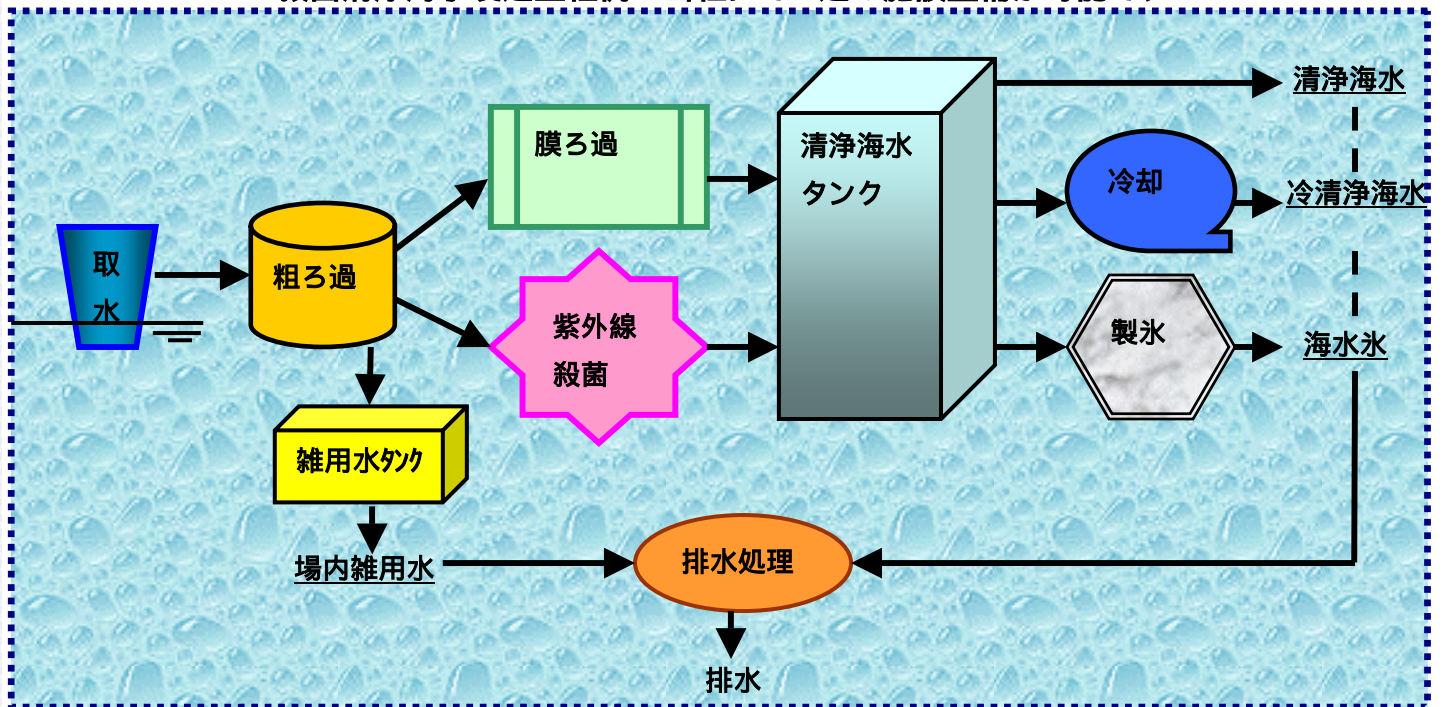 清浄海水
膜ろ過
清浄海水
タンク
冷却
冷清浄海水
取
水
粗ろ過
紫外線
殺菌
製氷
海水氷
雑用水ﾀﾝｸ
場内雑用水
排水処理
排水